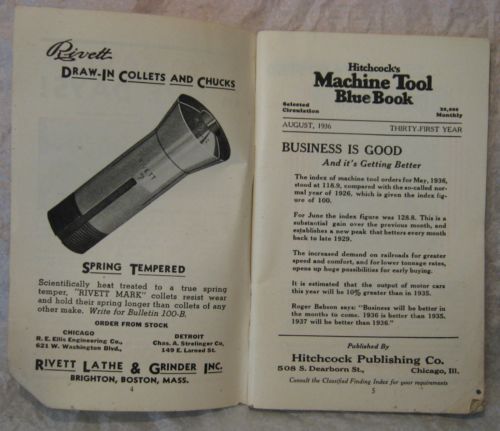 Rivett
DRAW-IN COLLETS AND CHUCKS
RIVETT
SPRING TEMPERED
Scientifically heat treated to a true spring
temper, "RIVETT MARK" collets resist wear
and hold their spring longer than collets of any
other make. Write for Bulletin 100-B.
ORDER FROM STOCK
CHICAGO
R. E. Ellis Engineering Co.,
621 W. Washington Blvd.,
DETROIT
Chas. A. Strelinger Co,
149 E. Larned St.
RIVETT LATHE & GRINDER INC.
BRIGHTON, BOSTON, MASS.
4
Hitchcock's
Machine Tool
Blue Book
Selected
Circulation
20,000
Monthly
AUGUST, 1936 THIRTY-FIRST YEAR
BUSINESS IS GOOD
And it's Getting Better
The index of machine tool orders for May, 1936,
stood at 118.9, compared with the so-called nor-
mal year of 1926, which is given the index fig-
ure of 100.
For June the index figure was 128.8. This is a
substantial gain over the previous month, and
establishes a new peak that betters every month
back to late 1929.
The increased demand on railroads for greater
speed and comfort, and for lower tonnage rates,
opens up huge possibilities for early buying.
It is estimated that the output of motor cars
this year will be 10% greater than in 1935.
Roger Babson says: "Business will be better in
the months to come. 1936 is better than 1935.
1937 will be better than 1936."
Published By
Hitchcock Publishing Co.
508 S. Dearborn St., Chicago, Ill.
Consult the Classified Finding Index for your requirements
5